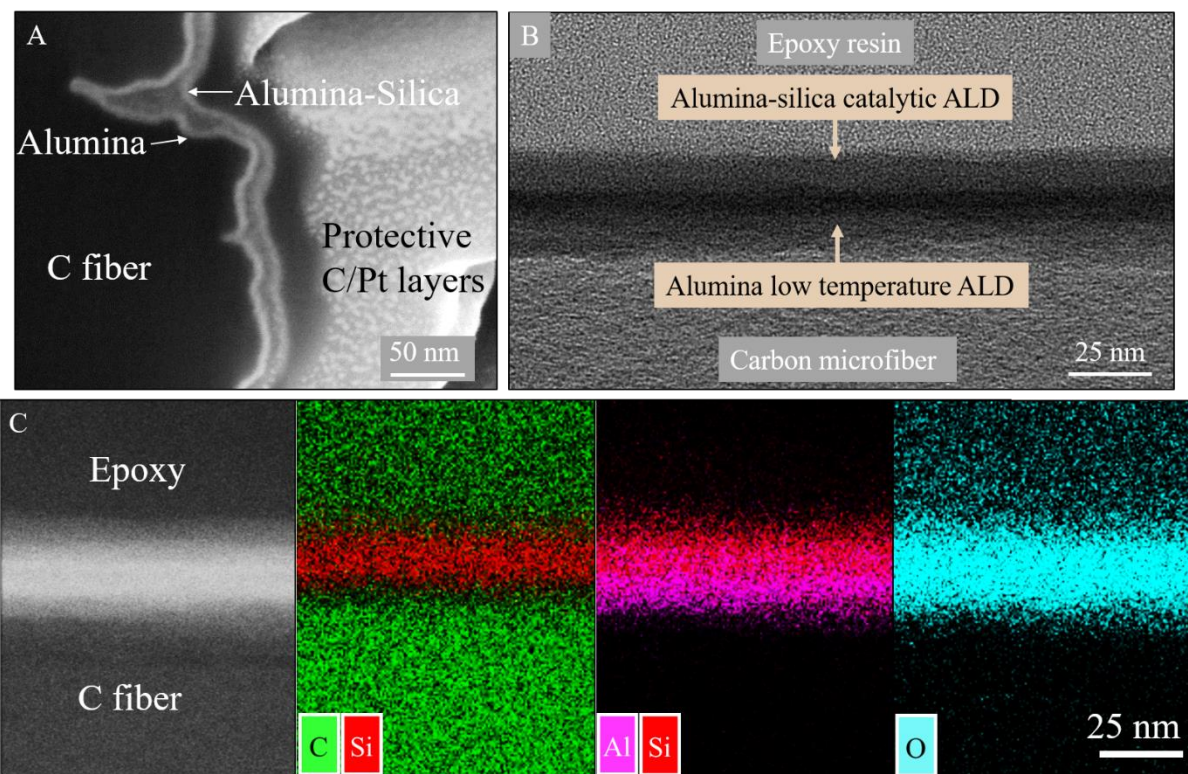 A
Alumina-Silica
Alumina
C fiber
Protective
C/Pt layers
50 nm
B
Epoxy resin
Alumina-silica catalytic ALD
Alumina low temperature ALD
Carbon microfiber
25 nm
C
Epoxy
C fiber
C Si
Al Si
O
25 nm